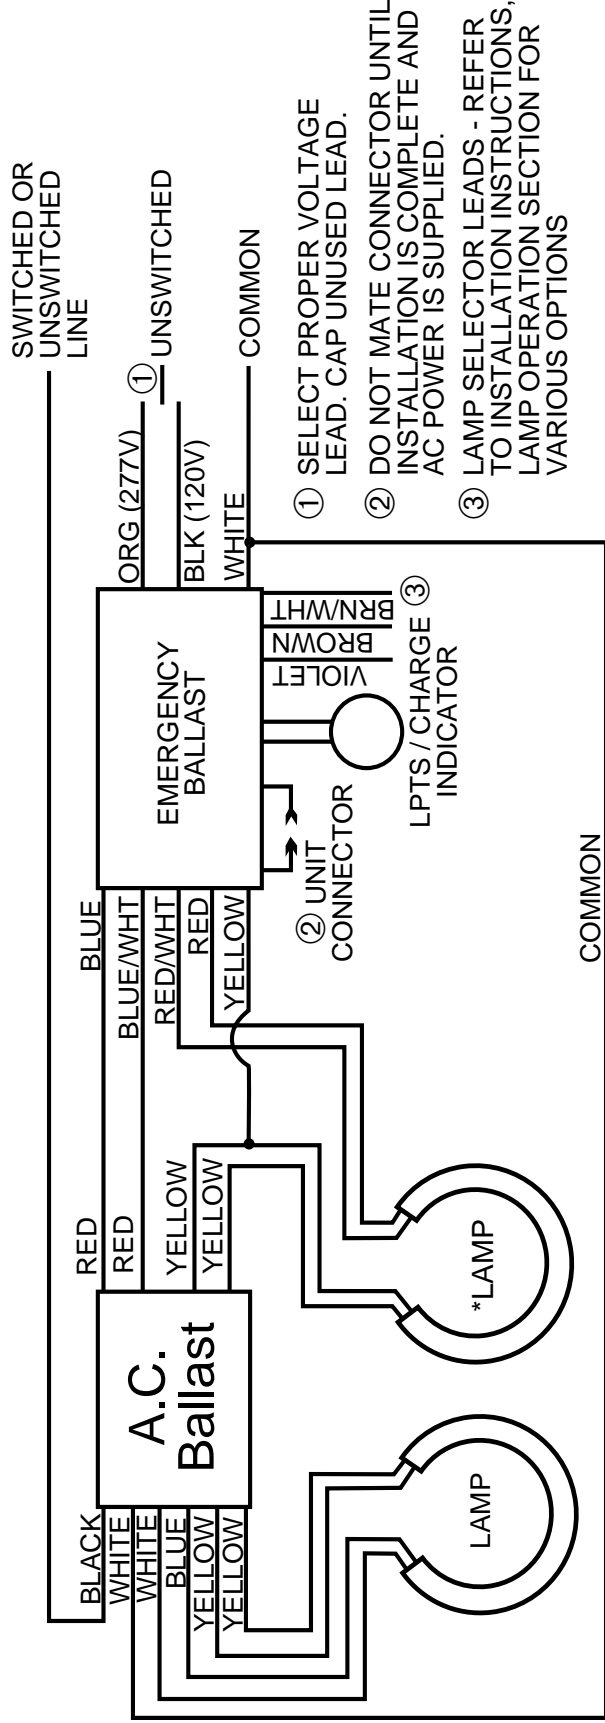 SWITCHED OR
UNSWITCHED
LINE
① UNSWITCHED
COMMON
ORG (277V)
BLK (120V)
WHITE
EMERGENCY
BALLAST
BLUE
BLUE/WHT
RED/WHT
RED
YELLOW
VIOLET
BROWN
BRN/WHT
③
LPTS / CHARGE
INDICATOR
② UNIT
CONNECTOR
RED
RED
YELLOW
YELLOW
A.C.
Ballast
BLACK
WHITE
WHITE
BLUE
YELLOW
YELLOW
LAMP
*LAMP
COMMON
① SELECT PROPER VOLTAGE
LEAD. CAP UNUSED LEAD.
② DO NOT MATE CONNECTOR UNTIL
INSTALLATION IS COMPLETE AND
AC POWER IS SUPPLIED.
③ LAMP SELECTOR LEADS - REFER
TO INSTALLATION INSTRUCTIONS,
LAMP OPERATION SECTION FOR
VARIOUS OPTIONS